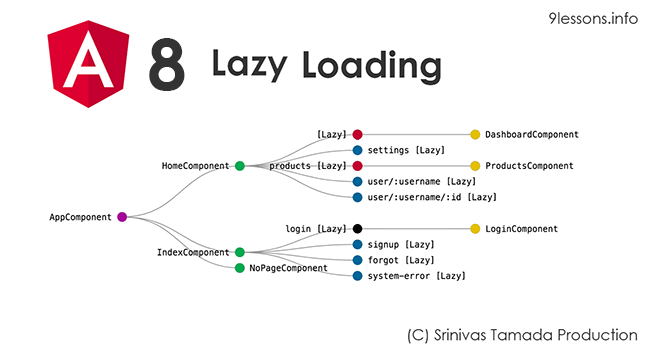 9lessons.info
A 8 Lazy Loading
[Lazy] DashboardComponent
settings [Lazy]
HomeComponent products [Lazy] ProductsComponent
user/:username [Lazy]
user/:username/:id [Lazy]
AppComponent
login [Lazy] LoginComponent
signup [Lazy]
IndexComponent
forgot [Lazy]
NoPageComponent
system-error [Lazy]
(C) Srinivas Tamada Production